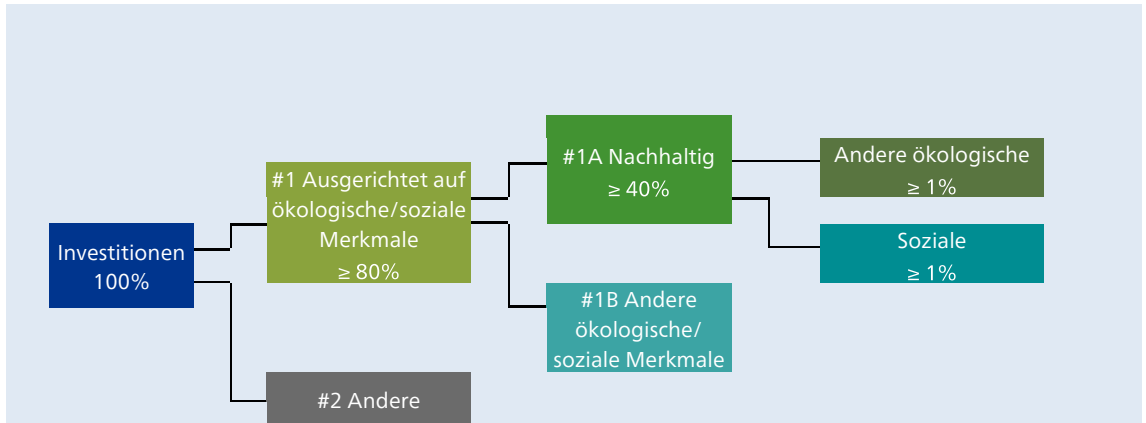 Investitionen
100%
#1 Ausgerichtet auf
ökologische/soziale
Merkmale
≥ 80%
#2 Andere
#1A Nachhaltig
≥ 40%
#1B Andere
ökologische/
soziale Merkmale
Andere ökologische
≥ 1%
Soziale
≥ 1%